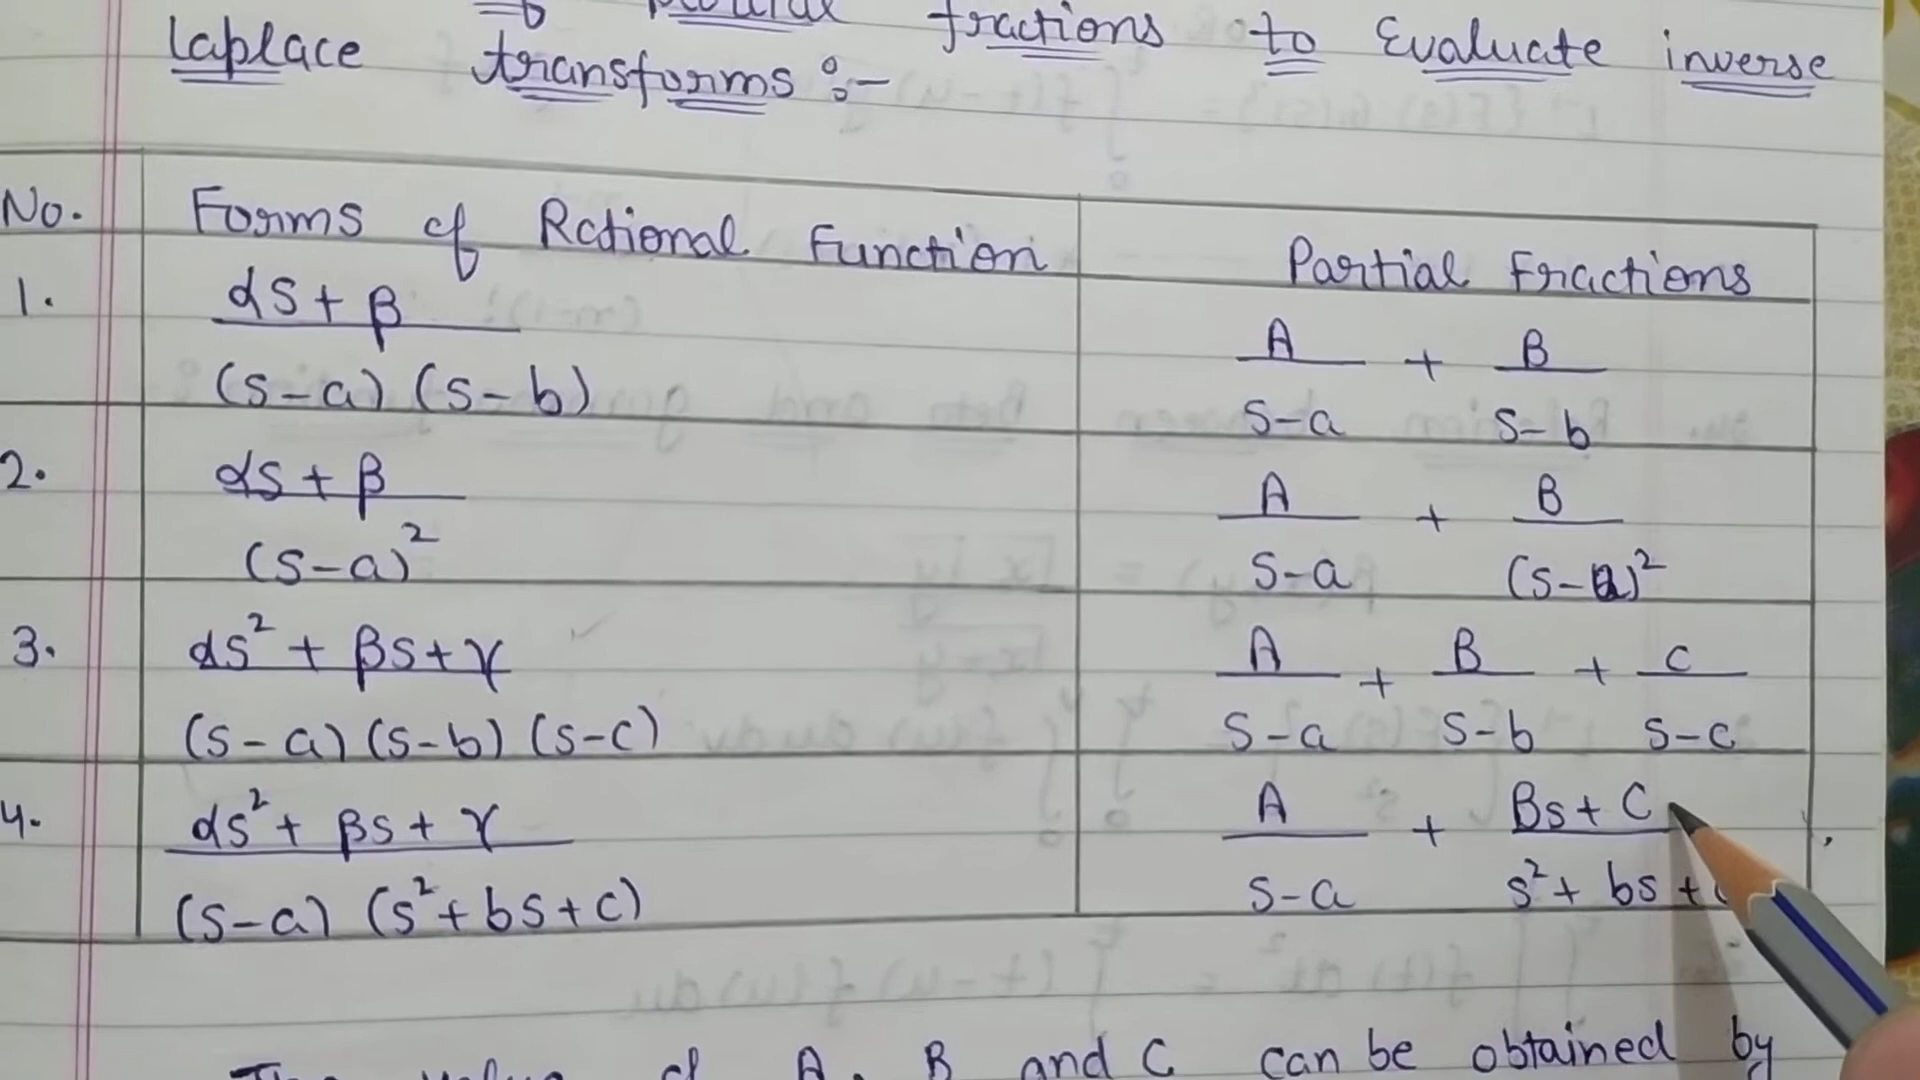 fractions to Evaluate inverse
Laplace transforms :-
No. Forms of Rational Function Partial Fractions
1. αs + β / (s-a) (s-b) A / s-a + B / s-b
2. αs + β / (s-a)² A / s-a + B / (s-a)²
3. αs² + βs + γ / (s-a) (s-b) (s-c) A / s-a + B / s-b + C / s-c
4. αs² + βs + γ / (s-a) (s²+bs+c) A / s-a + Bs + C / s² + bs +
of A, B and C can be obtained by